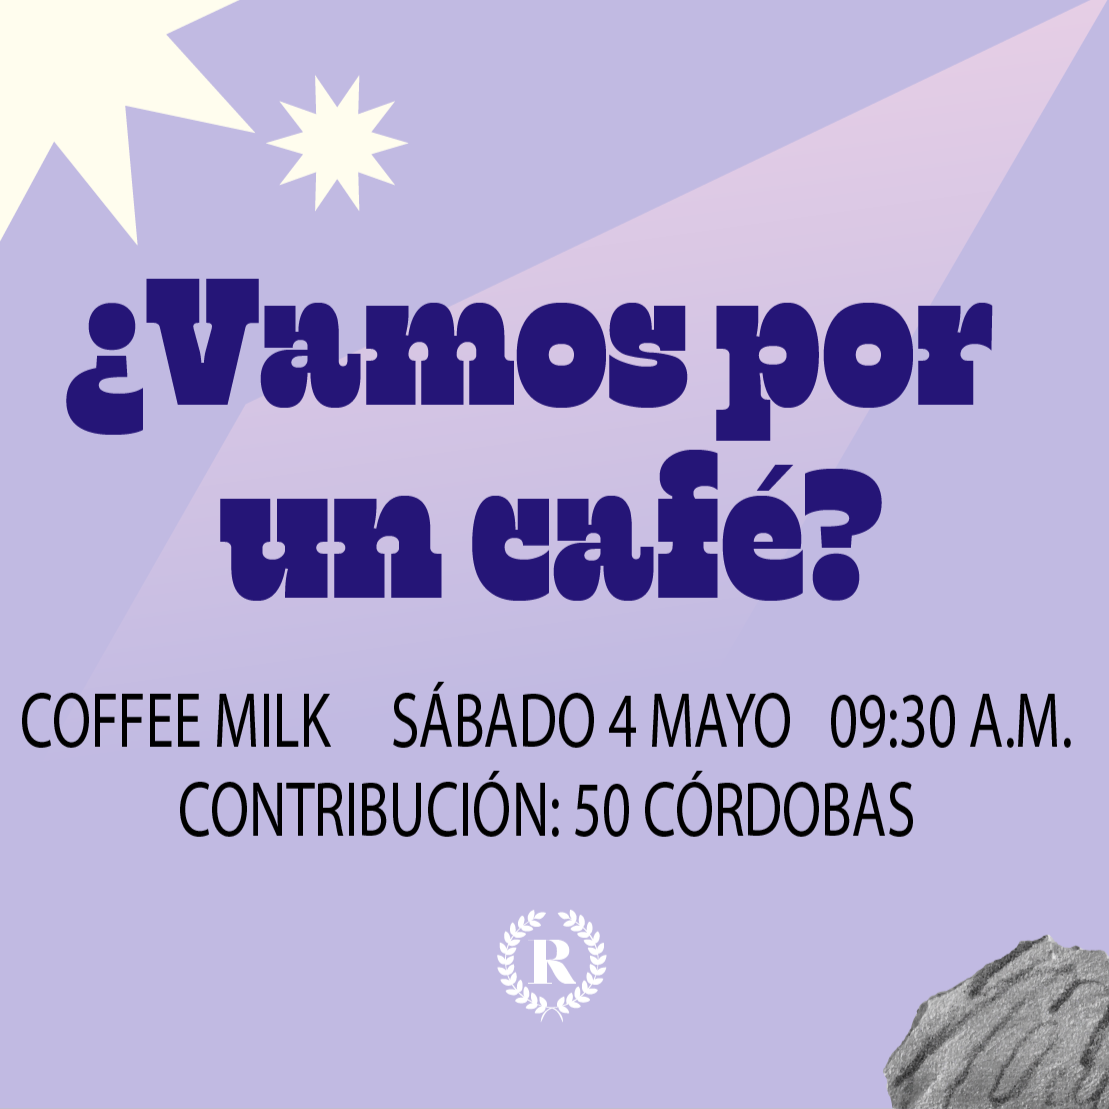 ¿Vamos por
un café?
COFFEE MILK SÁBADO 4 MAYO 09:30 A.M.
CONTRIBUCIÓN: 50 CÓRDOBAS
R